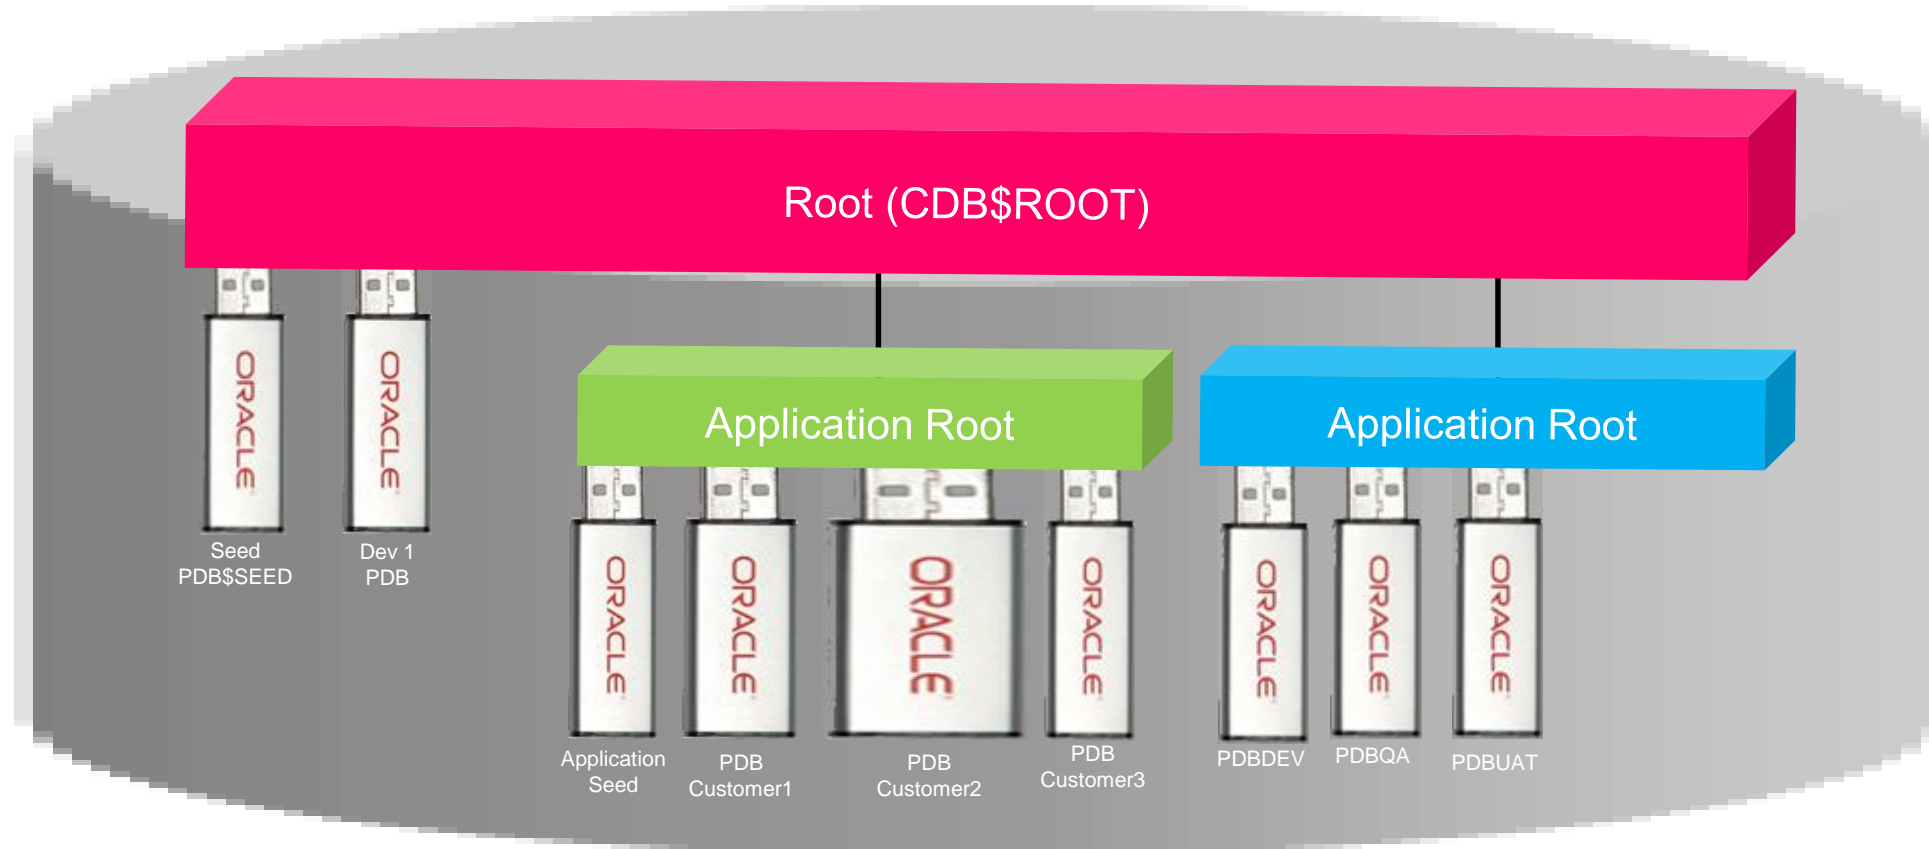 Root (CDB$ROOT)
ORACLE
ORACLE
Seed
PDB$SEED
Dev 1
PDB
Application Root
Application Root
ORACLE
ORACLE
ORACLE
ORACLE
ORACLE
ORACLE
ORACLE
Application
Seed
PDB
Customer1
PDB
Customer2
PDB
Customer3
PDBDEV
PDBQA
PDBUAT